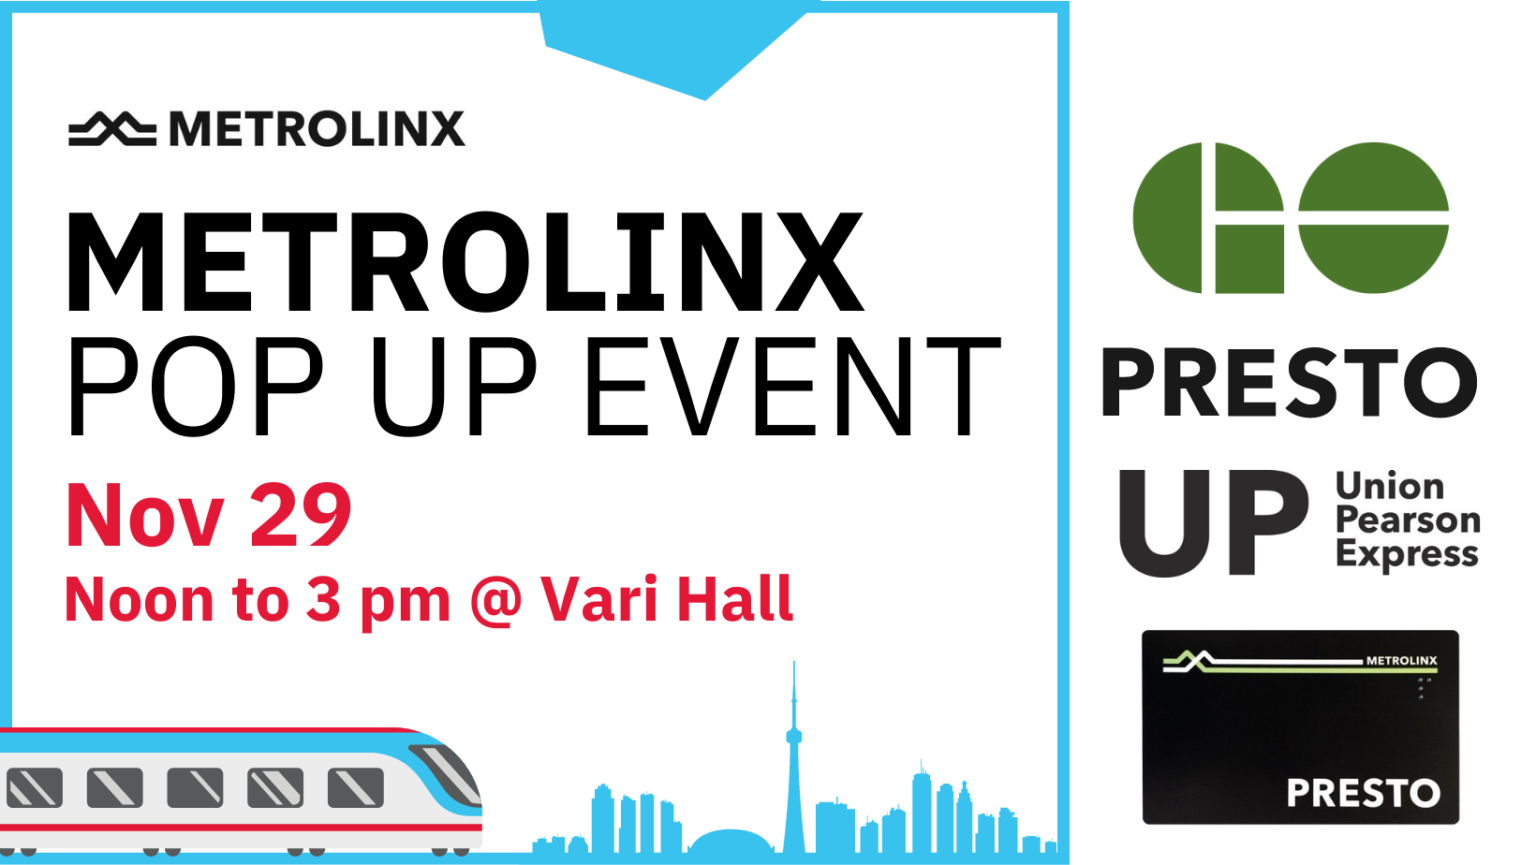 METROLINX
METROLINX
POP UP EVENT
Nov 29
Noon to 3 pm @ Vari Hall
GO
PRESTO
UP Union
Pearson
Express
METROLINX
PRESTO